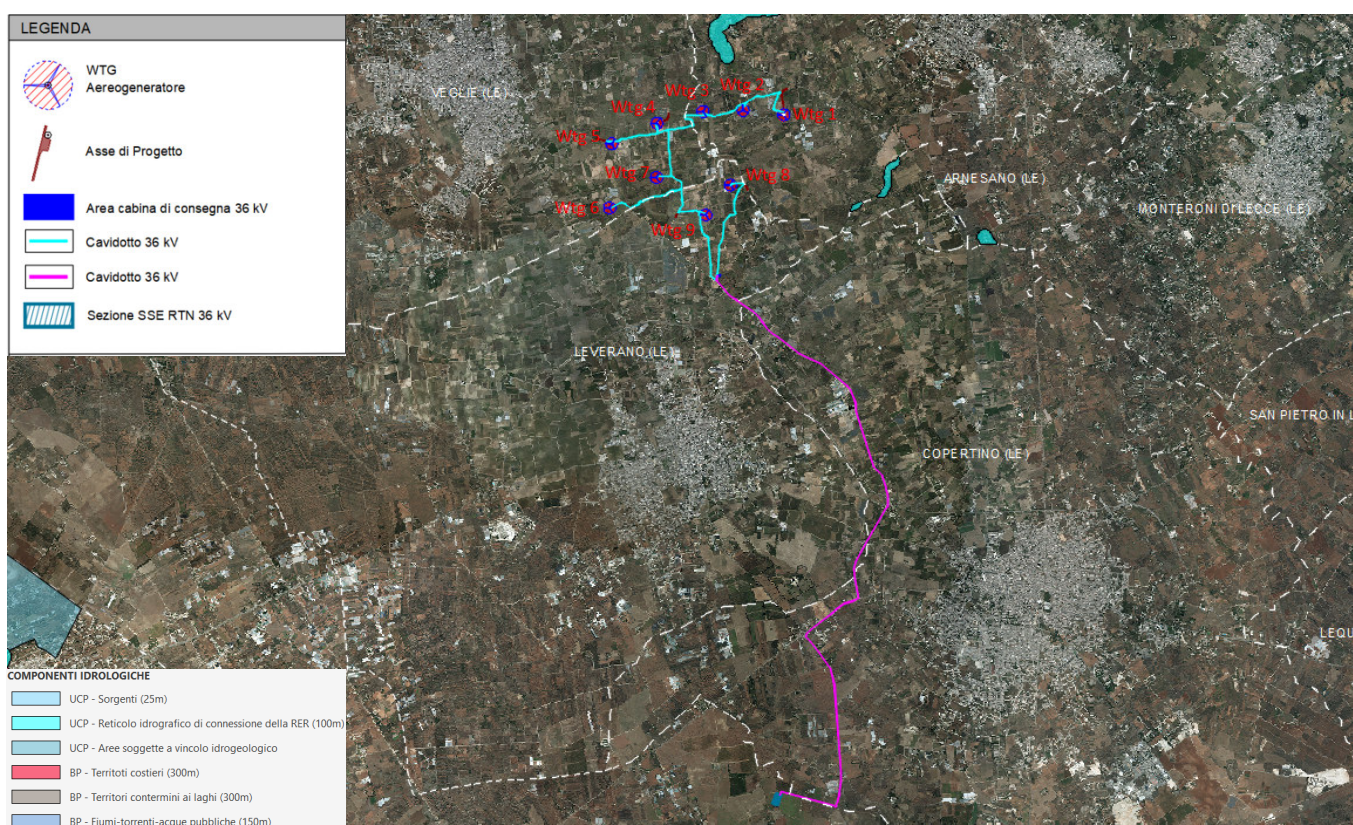 LEGENDA
WTG
Aereogeneratore
Asse di Progetto
Area cabina di consegna 36 kV
Cavidotto 36 kV
Cavidotto 36 kV
Sezione SSE RTN 36 kV
VEGLIE (LE)
Wtg 4
Wtg 3
Wtg 2
Wtg 1
Wtg 5
Wtg 7
Wtg 8
Wtg 6
Wtg 9
ARNESANO (LE)
MONTERONI DI LECCE (LE)
LEVERANO (LE)
SAN PIETRO IN L
COPERTINO (LE)
LEQU
COMPONENTI IDROLOGICHE
UCP - Sorgenti (25m)
UCP - Reticolo idrografico di connessione della RER (100m)
UCP - Aree soggette a vincolo idrogeologico
BP - Territoti costieri (300m)
BP - Territori contermini ai laghi (300m)
BP - Fiumi-torrenti-acque pubbliche (150m)